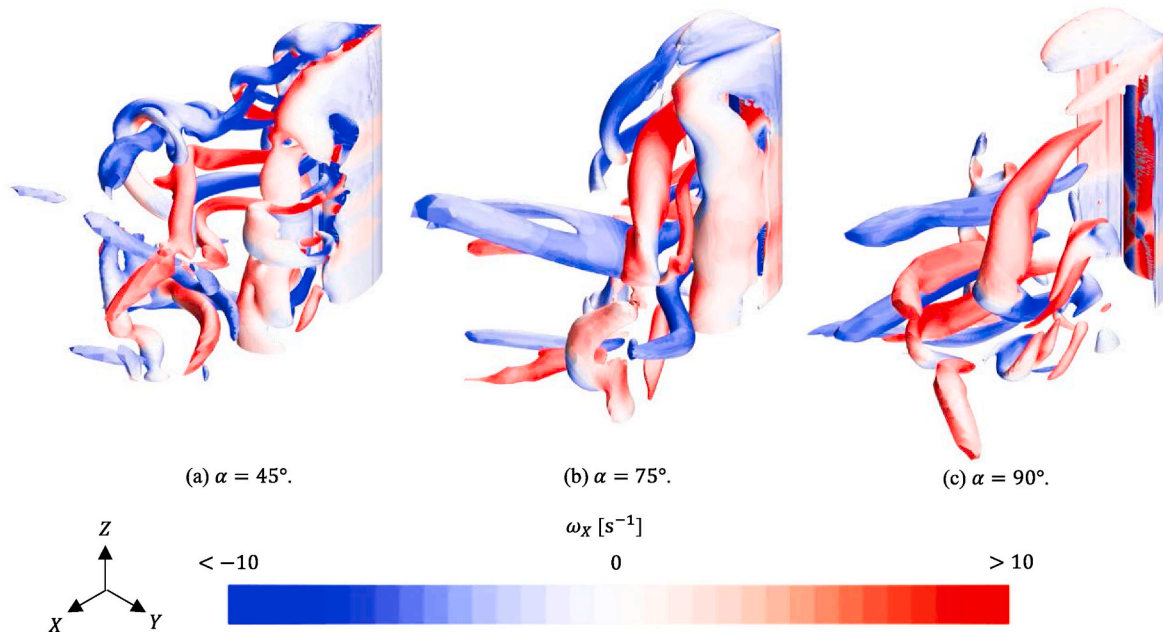 (a) α = 45°.
(b) α = 75°.
(c) α = 90°.
ω_X [s⁻¹]
< −10
0
> 10
Z
X
Y